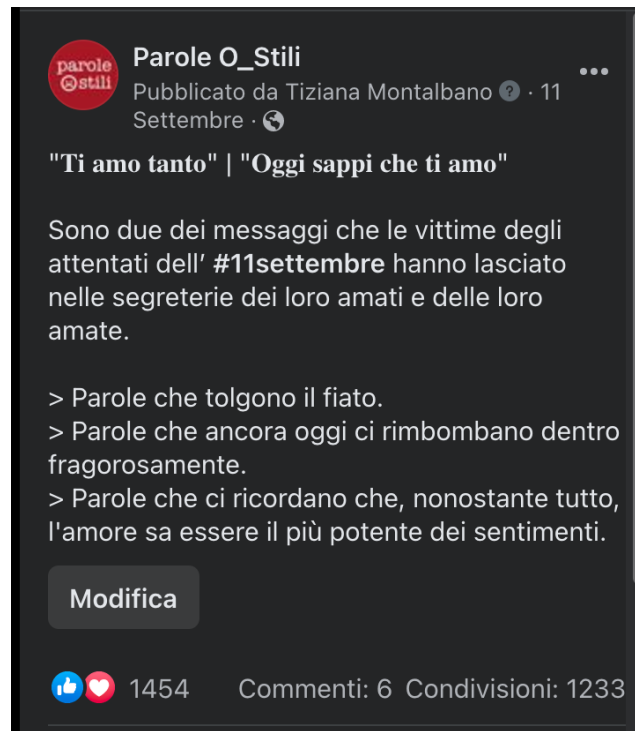 parole
ostili
Parole O_Stili
Pubblicato da Tiziana Montalbano ? · 11
Settembre ·
"Ti amo tanto" | "Oggi sappi che ti amo"
Sono due dei messaggi che le vittime degli
attentati dell’ #11settembre hanno lasciato
nelle segreterie dei loro amati e delle loro
amate.
> Parole che tolgono il fiato.
> Parole che ancora oggi ci rimbombano dentro
fragorosamente.
> Parole che ci ricordano che, nonostante tutto,
l'amore sa essere il più potente dei sentimenti.
Modifica
1454 Commenti: 6 Condivisioni: 1233